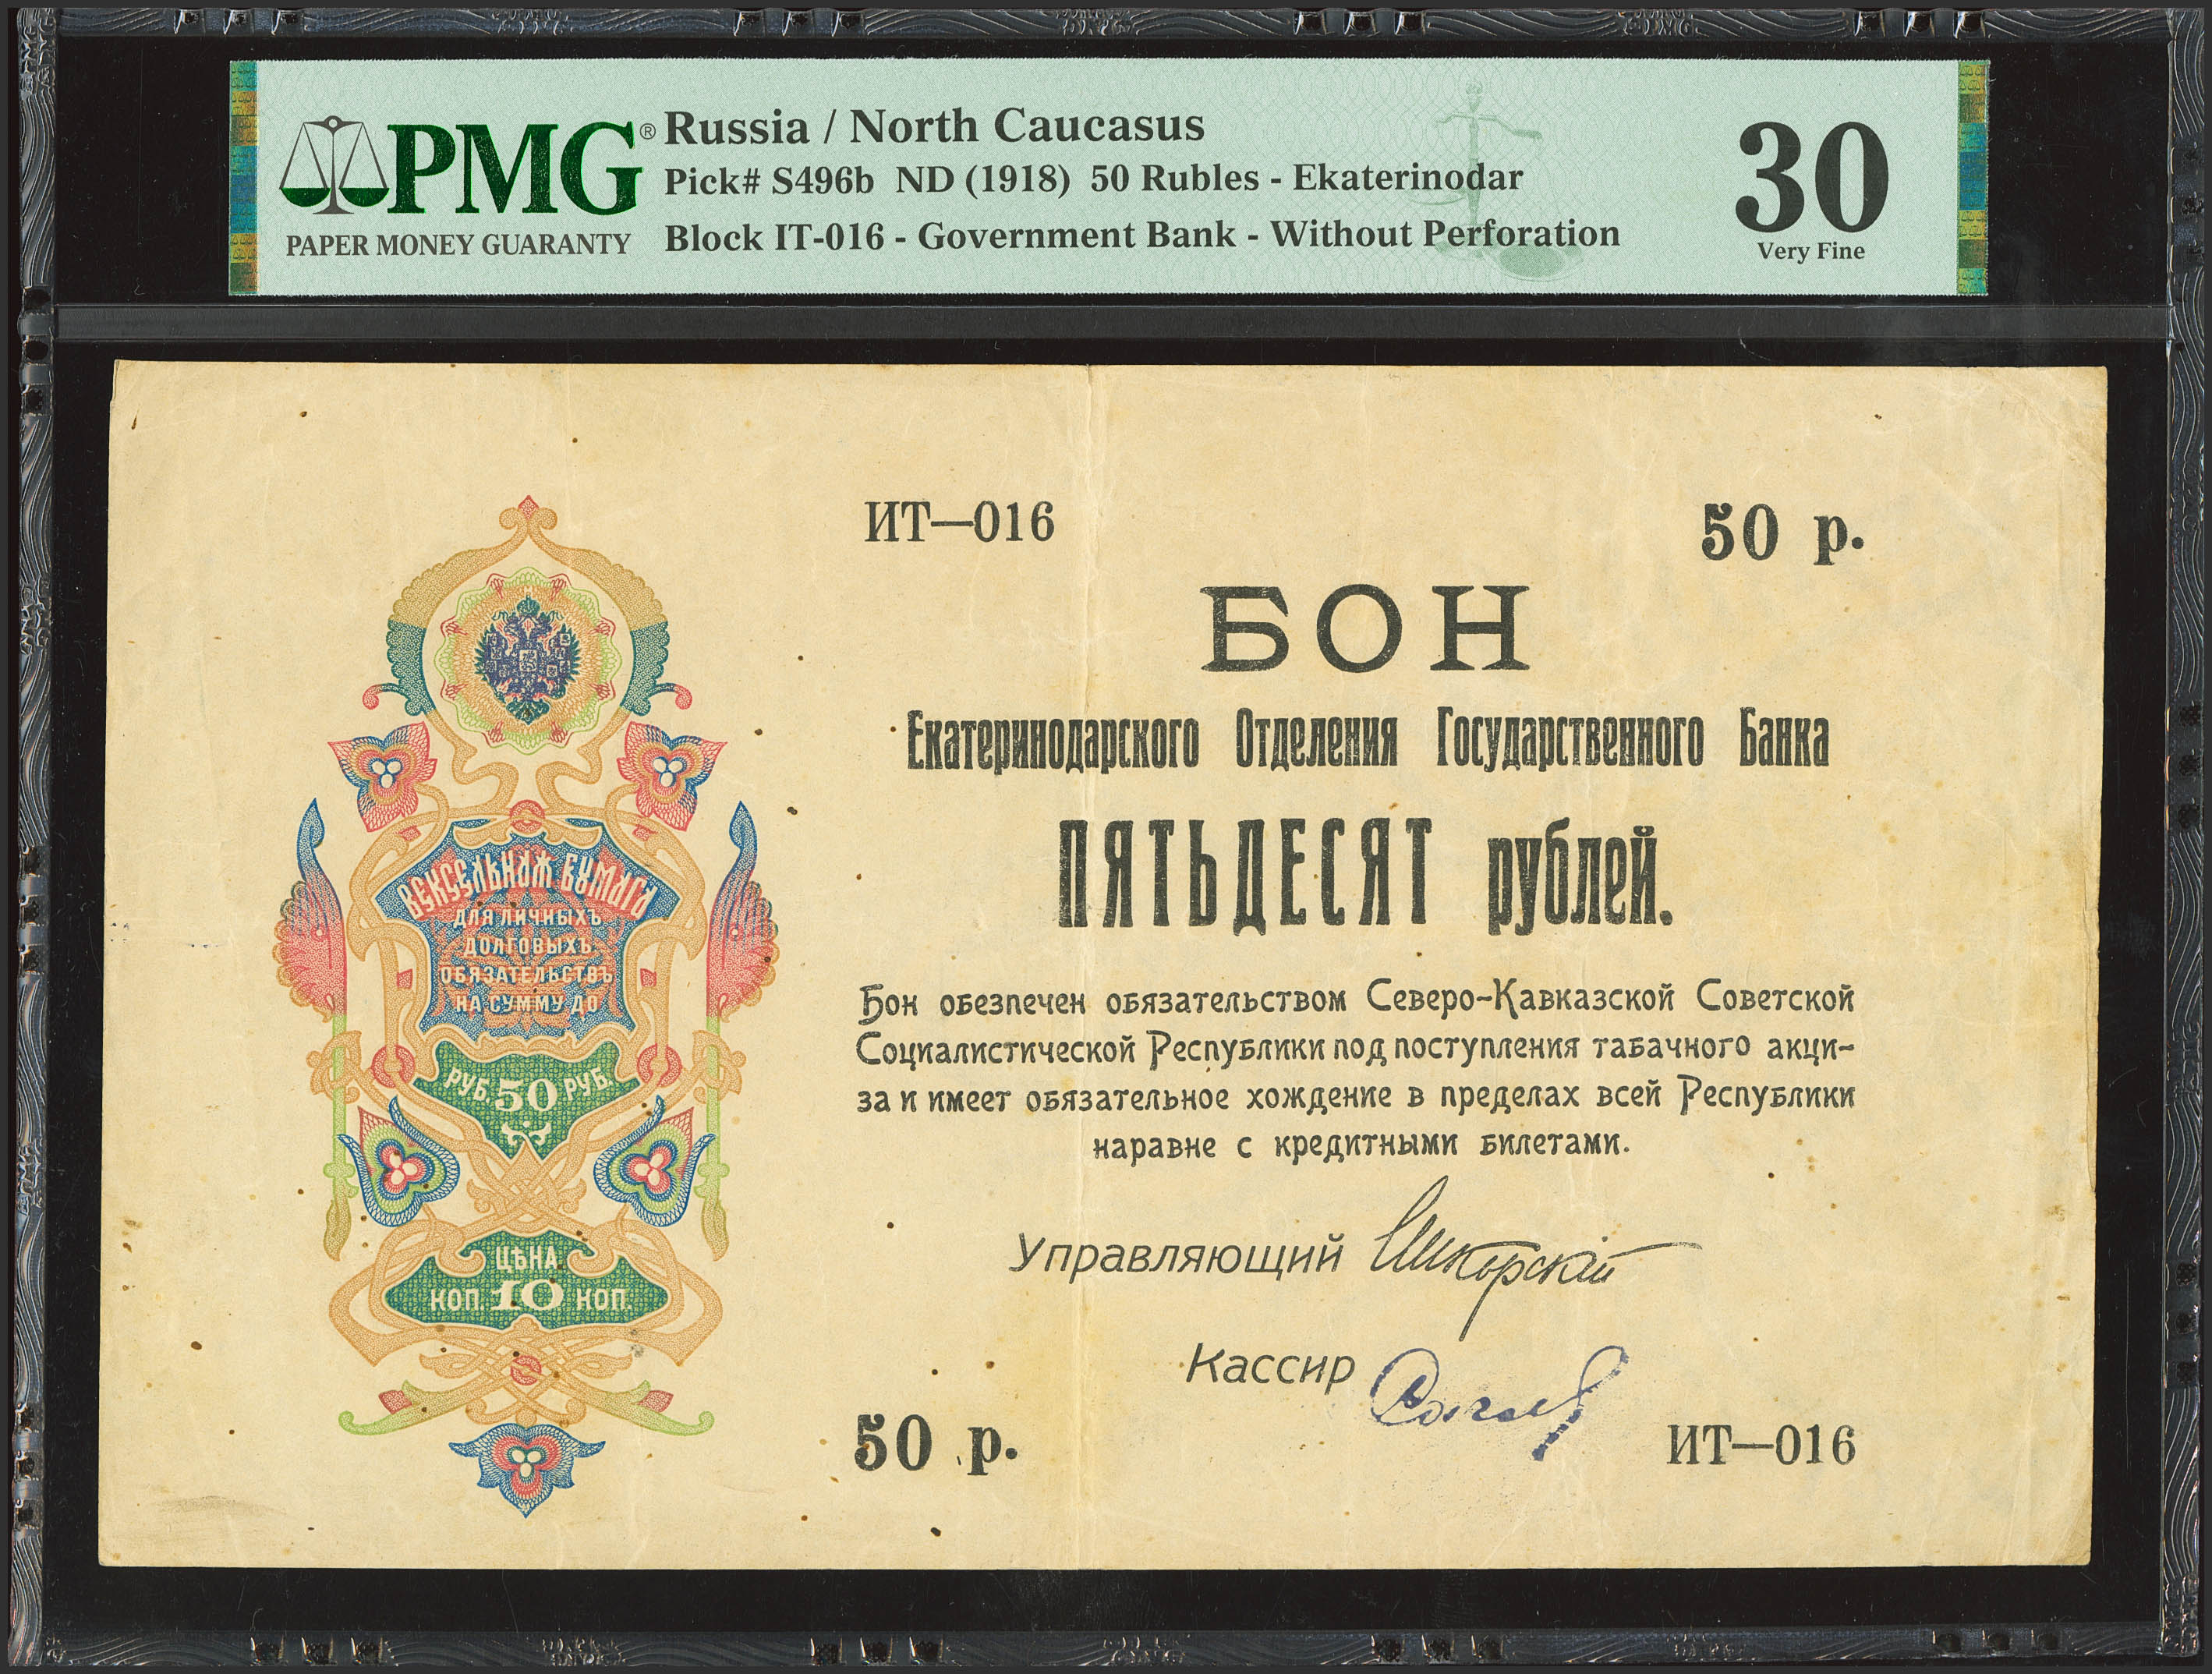 PMG®
PAPER MONEY GUARANTY
Russia / North Caucasus
Pick# S496b ND (1918) 50 Rubles - Ekaterinodar
Block IT-016 - Government Bank - Without Perforation
30
Very Fine
ИТ—016
50 р.
БОН
Екатеринодарского Отделения Государственного Банка
ПЯТЬДЕСЯТ рублей.
Бон обезпечен обязательством Северо-Кавказской Советской
Социалистической Республики под поступления табачного акци-
за и имеет обязательное хождение в пределах всей Республики
наравне с кредитными билетами.
Управляющий
Кассир
50 р.
ИТ—016
ВЕКСЕЛЬНАЯ БУМАГА
ДЛЯ ЛИЧНЫХЪ
ДОЛГОВЫХЪ
ОБЯЗАТЕЛЬСТВЪ
НА СУММУ ДО
РУБ. 50 РУБ.
ЦѢНА
КОП. 10 КОП.